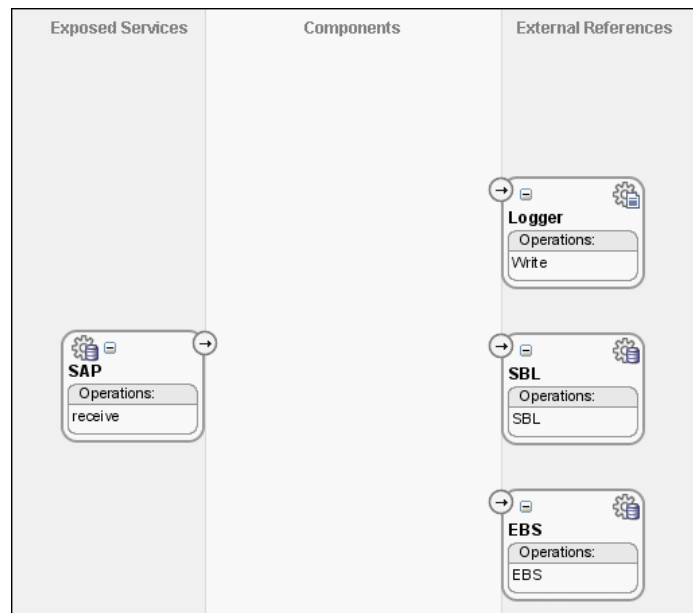 Exposed Services
Components
External References
Logger
Operations:
Write
SAP
Operations:
receive
SBL
Operations:
SBL
EBS
Operations:
EBS